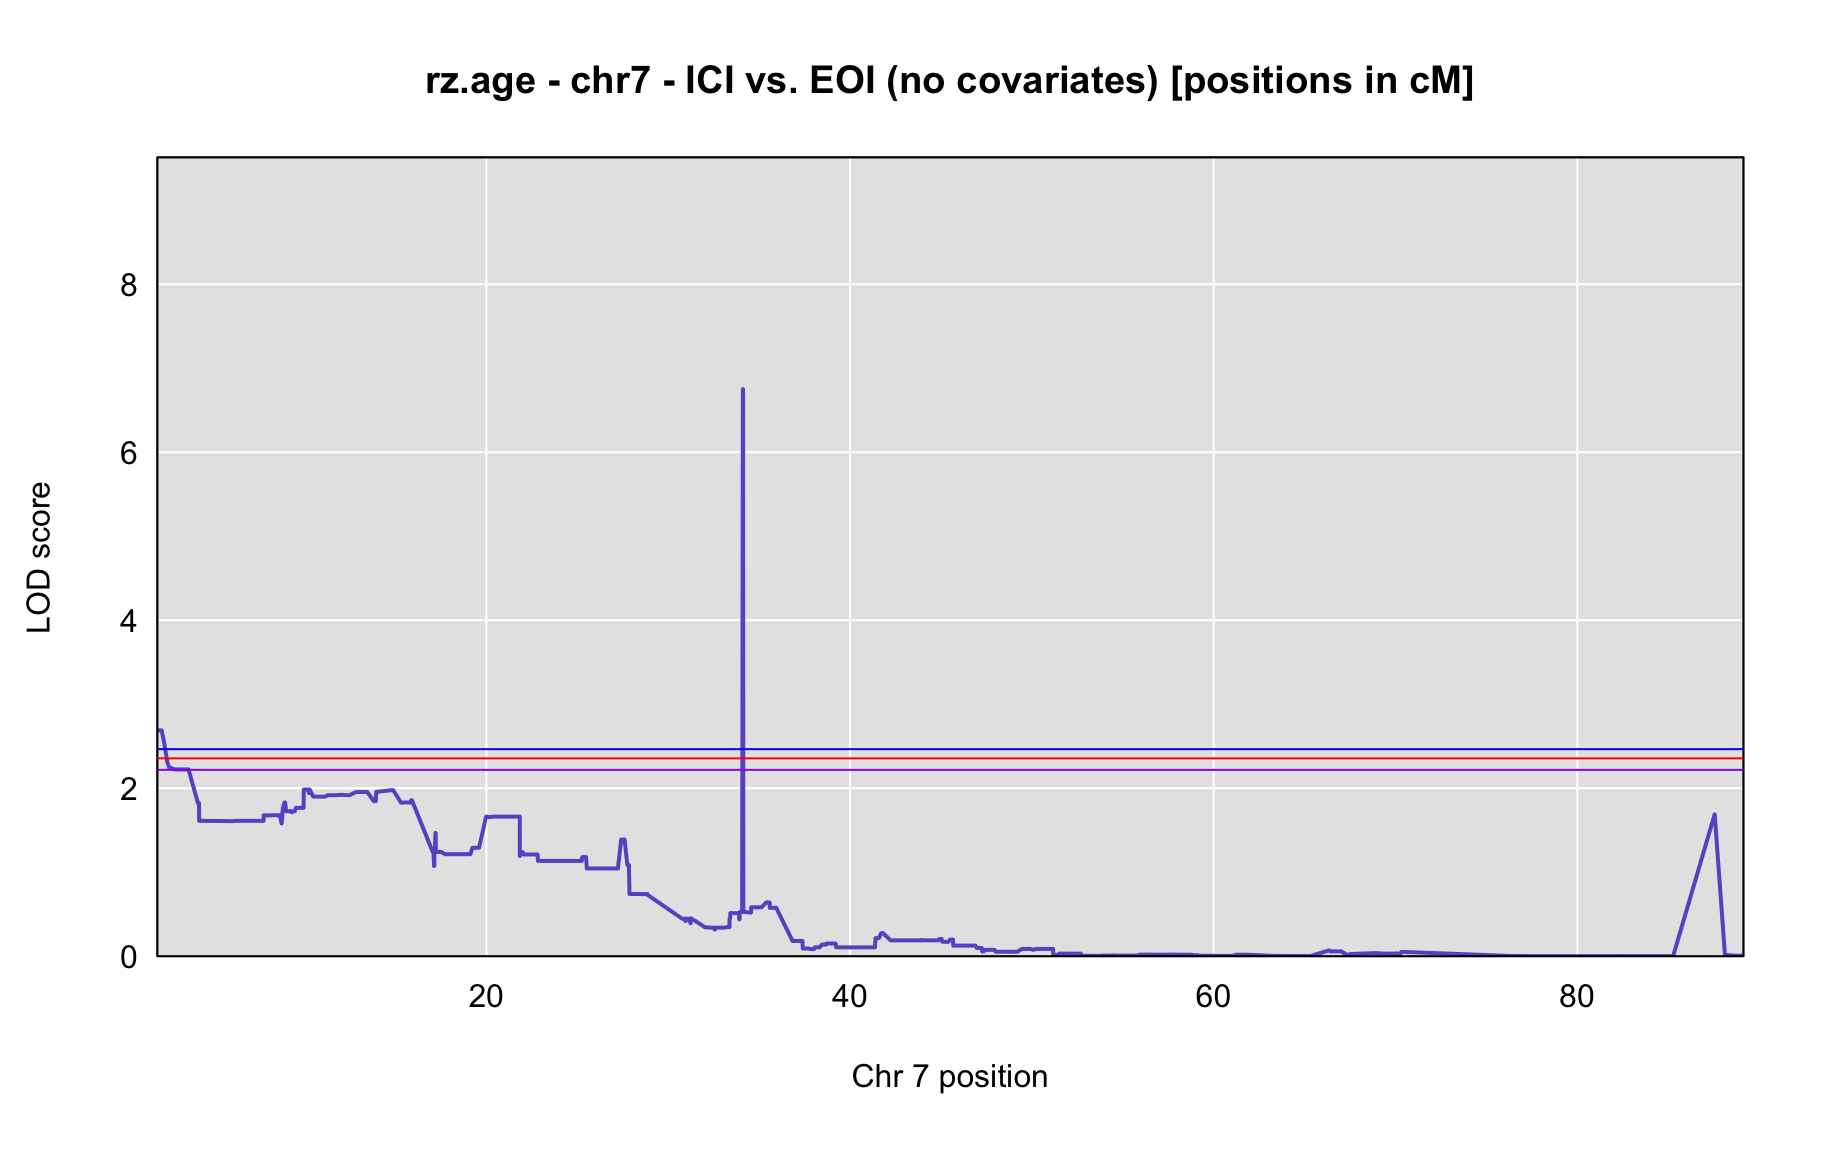 rz.age - chr7 - ICI vs. EOI (no covariates) [positions in cM]
8
6
4
2
0
LOD score
20 40 60 80
Chr 7 position